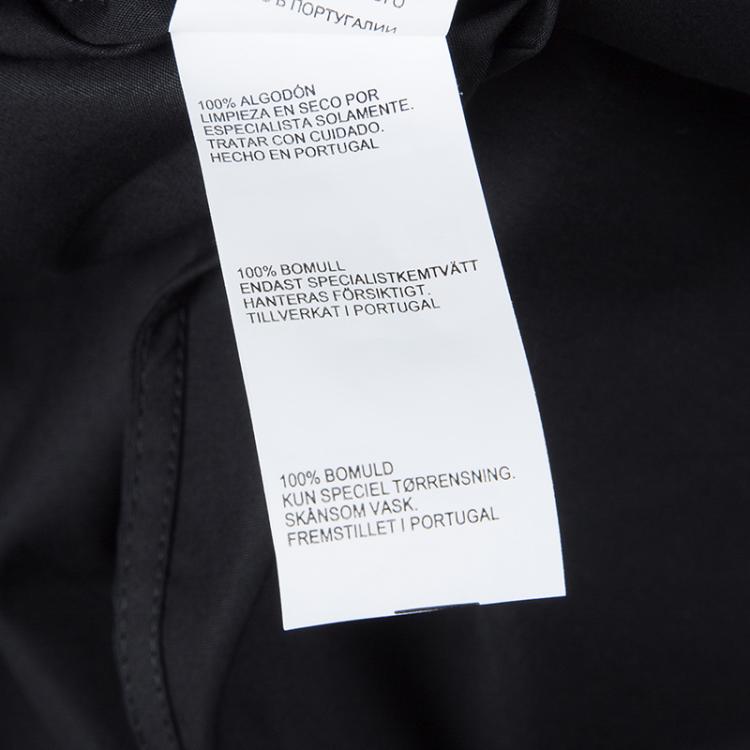 В ПОРТУГАЛИИ
100% ALGODÓN
LIMPIEZA EN SECO POR
ESPECIALISTA SOLAMENTE.
TRATAR CON CUIDADO.
HECHO EN PORTUGAL
100% BOMULL
ENDAST SPECIALISTKEMTVÄTT
HANTERAS FÖRSIKTIGT.
TILLVERKAT I PORTUGAL
100% BOMULD
KUN SPECIEL TØRRENSNING.
SKÅNSOM VASK.
FREMSTILLET I PORTUGAL